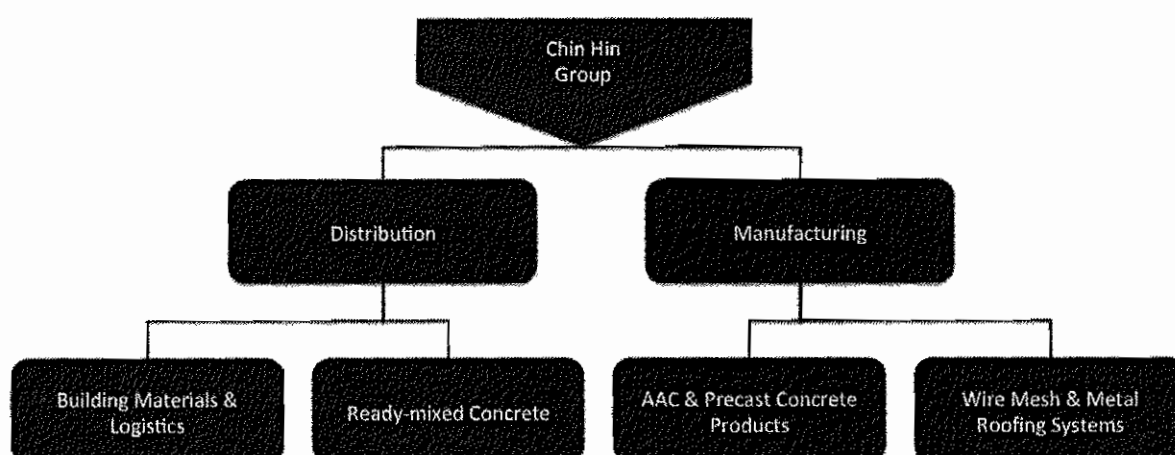 Chin Hin
Group
Distribution
Manufacturing
Building Materials &
Logistics
Ready-mixed Concrete
AAC & Precast Concrete
Products
Wire Mesh & Metal
Roofing Systems